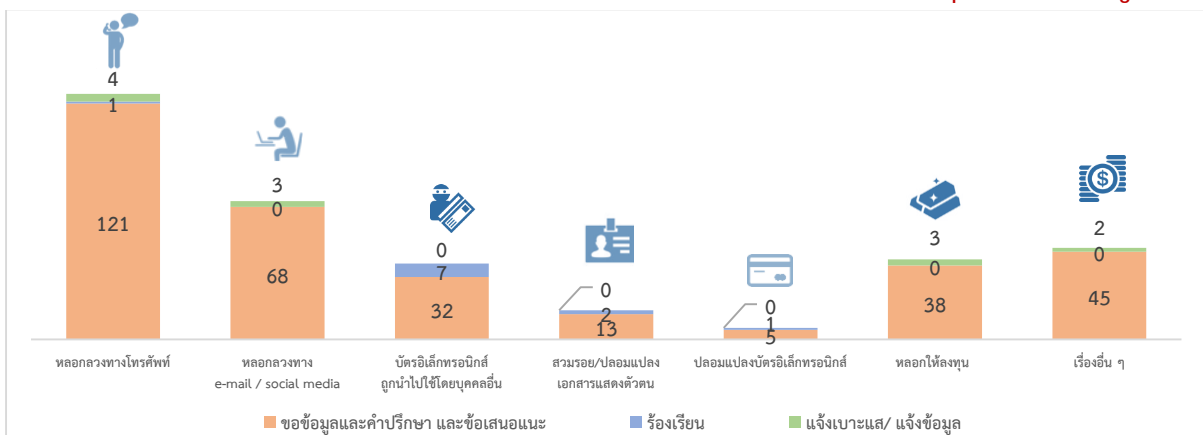 4
1
121
3
0
68
0
7
32
0
2
13
0
1
5
3
0
38
2
0
45
หลอกลวงทางโทรศัพท์
หลอกลวงทาง
e-mail / social media
บัตรอิเล็กทรอนิกส์
ถูกนำไปใช้โดยบุคคลอื่น
สวมรอย/ปลอมแปลง
เอกสารแสดงตัวตน
ปลอมแปลงบัตรอิเล็กทรอนิกส์
หลอกให้ลงทุน
เรื่องอื่น ๆ
ขอข้อมูลและคำปรึกษา และข้อเสนอแนะ
ร้องเรียน
แจ้งเบาะแส/ แจ้งข้อมูล